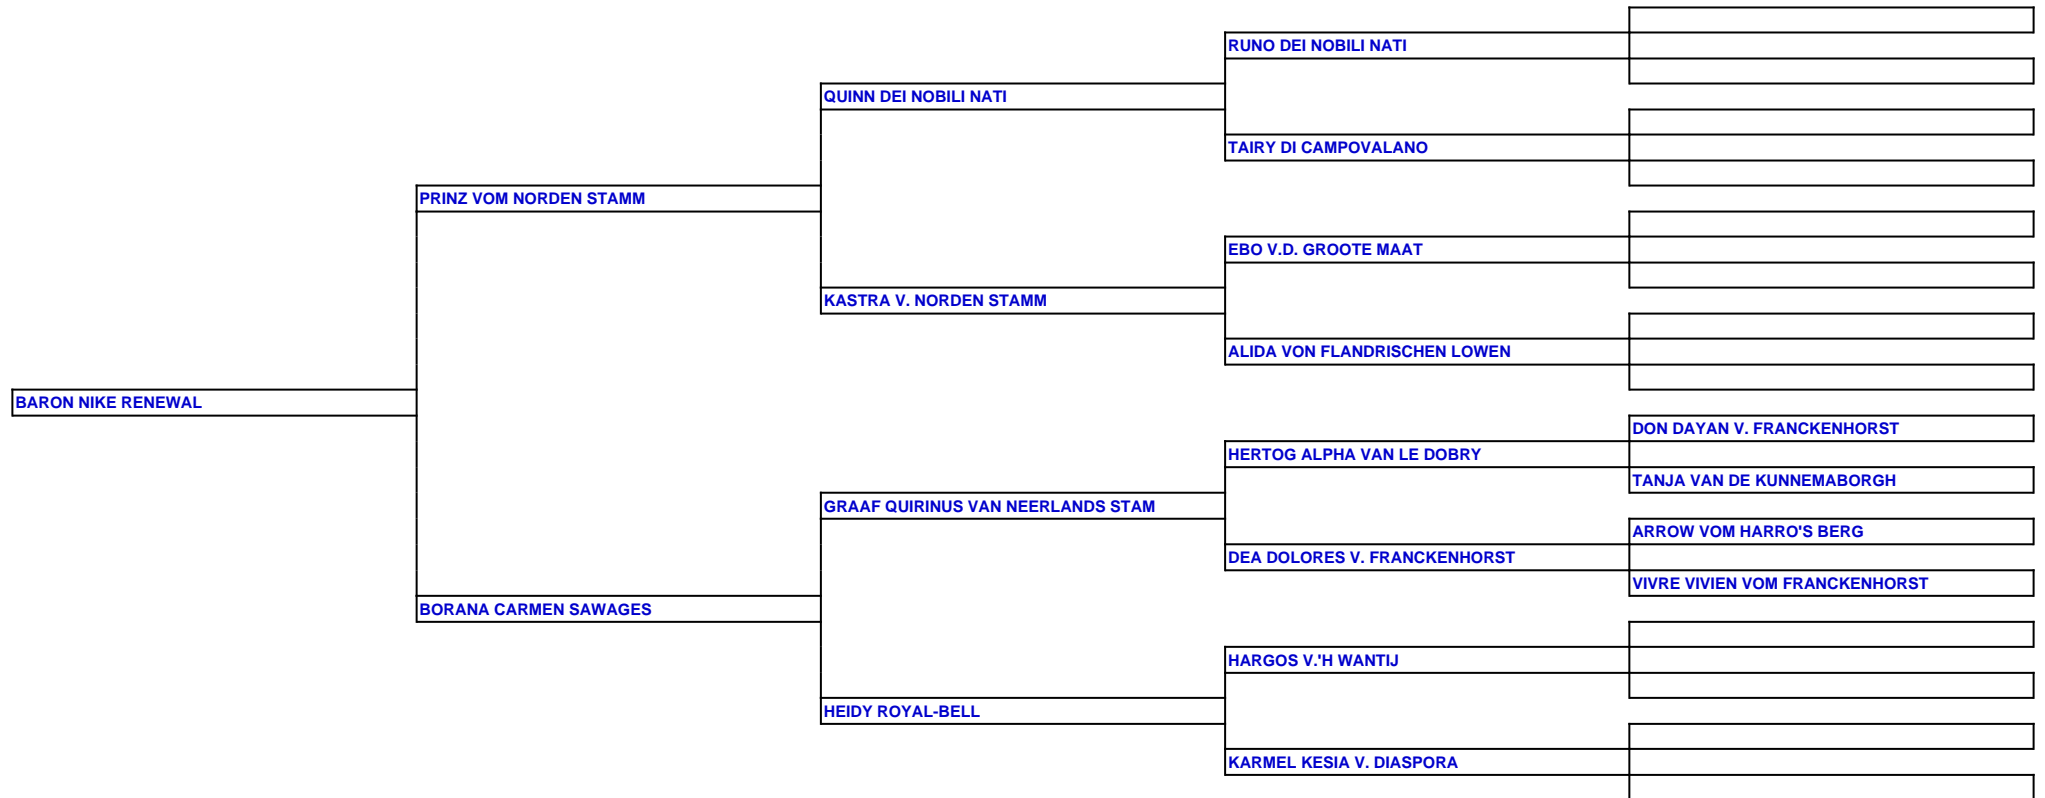 RUNO DEI NOBILI NATI
QUINN DEI NOBILI NATI
TAIRY DI CAMPOVALANO
PRINZ VOM NORDEN STAMM
EBO V.D. GROOTE MAAT
KASTRA V. NORDEN STAMM
ALIDA VON FLANDRISCHEN LOWEN
BARON NIKE RENEWAL
DON DAYAN V. FRANCKENHORST
HERTOG ALPHA VAN LE DOBRY
TANJA VAN DE KUNNEMABORGH
GRAAF QUIRINUS VAN NEERLANDS STAM
ARROW VOM HARRO'S BERG
DEA DOLORES V. FRANCKENHORST
VIVRE VIVIEN VOM FRANCKENHORST
BORANA CARMEN SAWAGES
HARGOS V.'H WANTIJ
HEIDY ROYAL-BELL
KARMEL KESIA V. DIASPORA